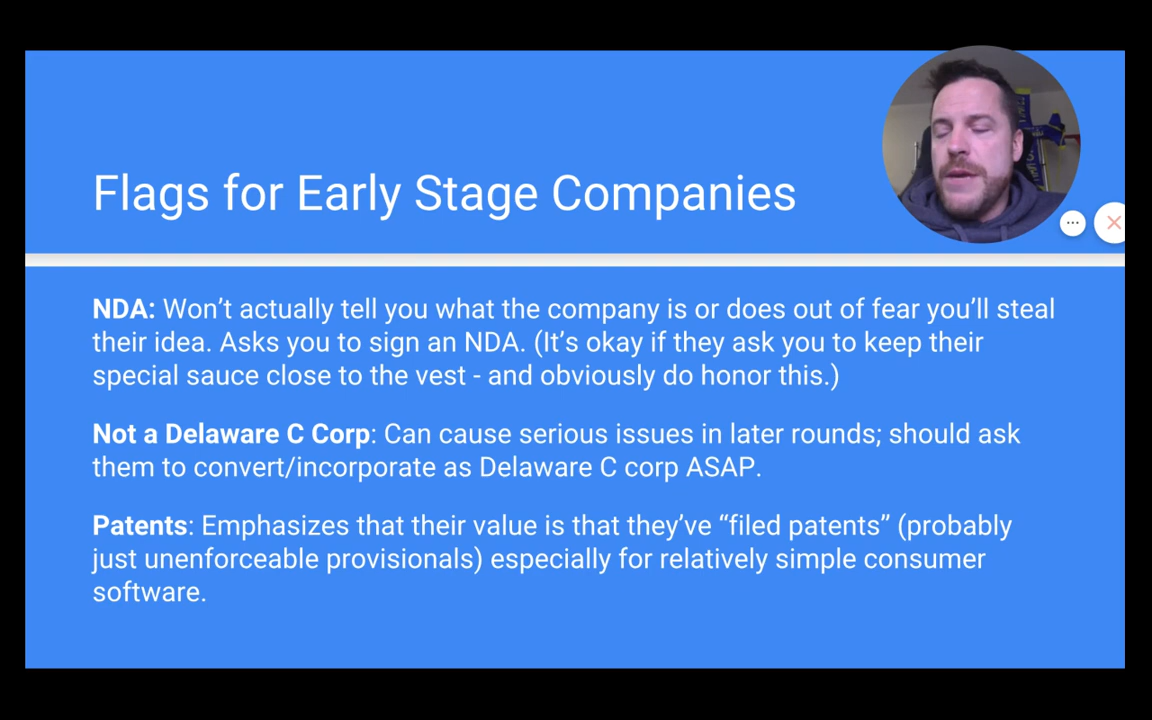 Flags for Early Stage Companies
NDA: Won’t actually tell you what the company is or does out of fear you’ll steal
their idea. Asks you to sign an NDA. (It’s okay if they ask you to keep their
special sauce close to the vest - and obviously do honor this.)
Not a Delaware C Corp: Can cause serious issues in later rounds; should ask
them to convert/incorporate as Delaware C corp ASAP.
Patents: Emphasizes that their value is that they’ve “filed patents” (probably
just unenforceable provisionals) especially for relatively simple consumer
software.